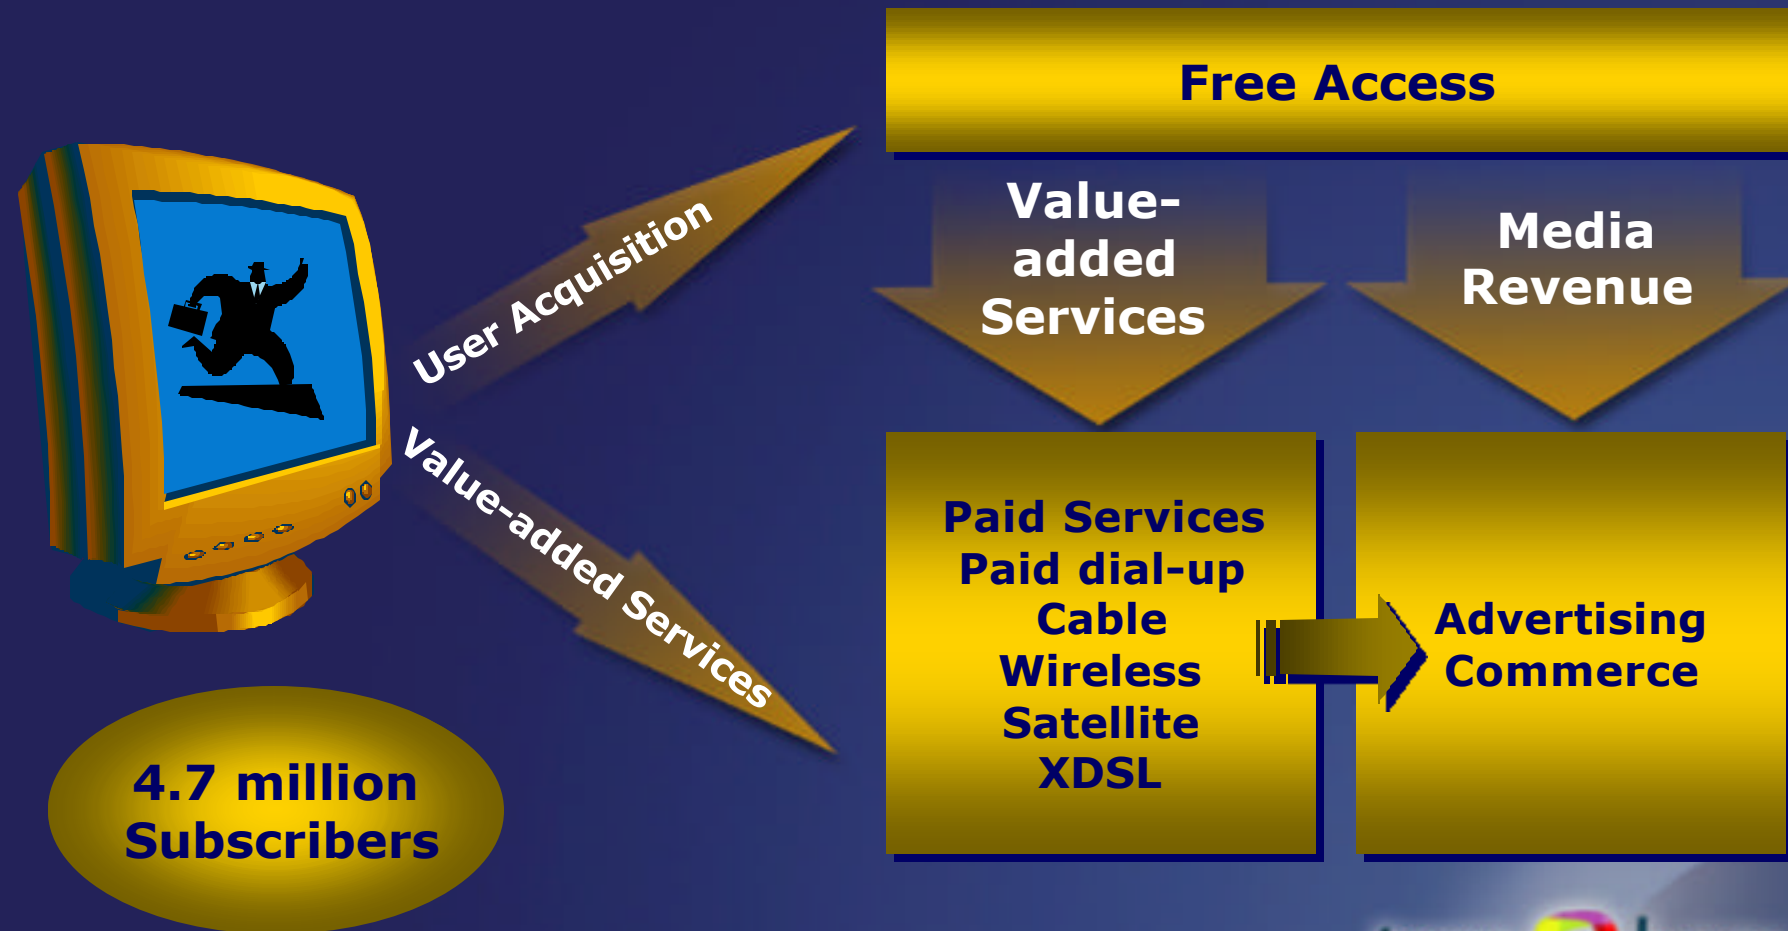 Free Access
User Acquisition
Value-
added
Services
Media
Revenue
Value-added Services
Paid Services
Paid dial-up
Cable
Wireless
Satellite
XDSL
Advertising
Commerce
4.7 million
Subscribers